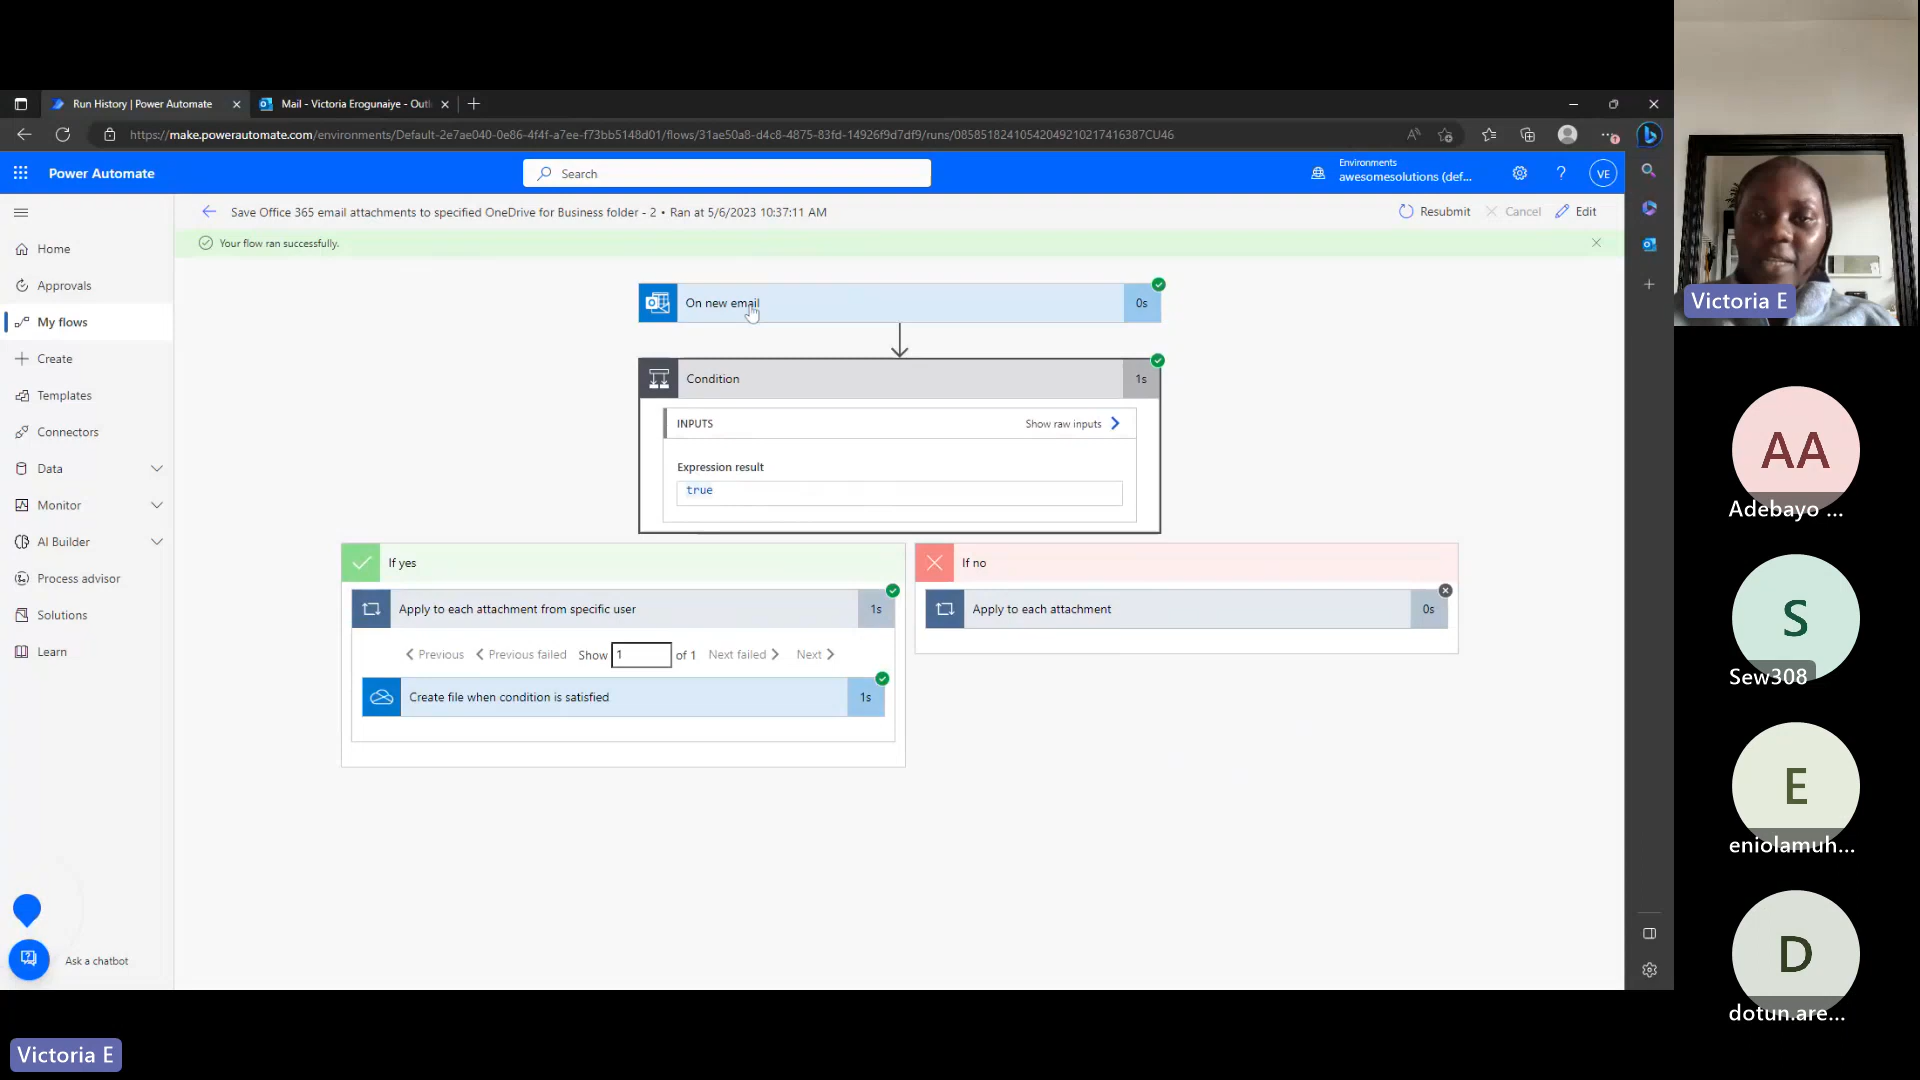 Run History | Power Automate
Mail - Victoria Erogunaiye - Outl
https://make.powerautomate.com/environments/Default-2e7ae040-0e86-4f4f-a7ee-f73bb5148d01/flows/31ae50a8-d4c8-4875-83fd-14926f9d7df9/runs/08585182410542049210217416387CU46
Power Automate
Search
Environments
awesomesolutions (def...
?
VE
Save Office 365 email attachments to specified OneDrive for Business folder - 2 • Ran at 5/6/2023 10:37:11 AM
Resubmit
Cancel
Edit
Your flow ran successfully.
Home
Approvals
My flows
Create
Templates
Connectors
Data
Monitor
AI Builder
Process advisor
Solutions
Learn
Ask a chatbot
On new email
0s
Condition
1s
INPUTS
Show raw inputs
Expression result
true
If yes
Apply to each attachment from specific user
1s
Previous
Previous failed
Show
1
of 1
Next failed
Next
Create file when condition is satisfied
1s
If no
Apply to each attachment
0s
Victoria E
AA
Adebayo ...
S
Sew308
E
eniolamuh...
D
dotun.are...
Victoria E